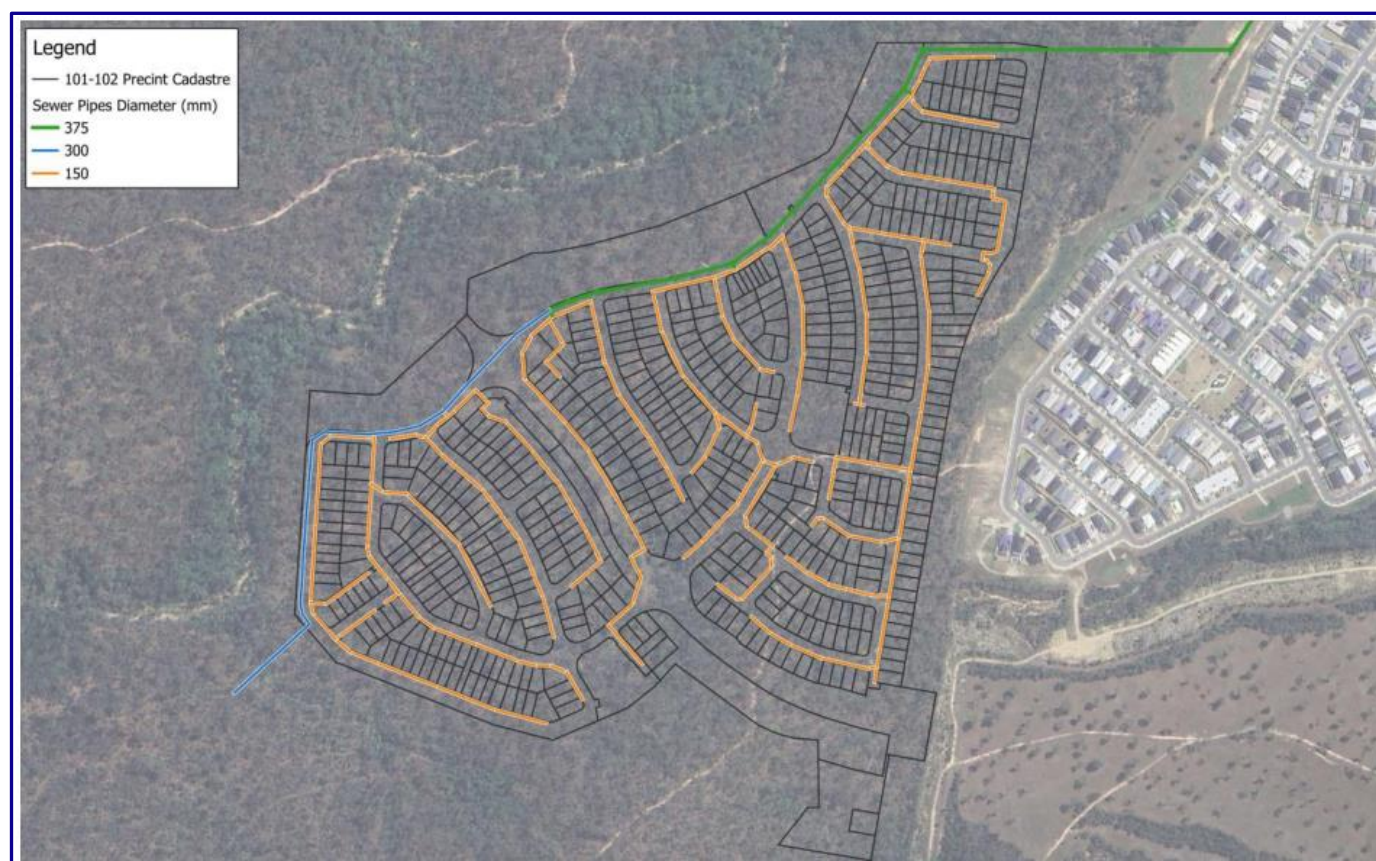 Legend
101-102 Precint Cadastre
Sewer Pipes Diameter (mm)
375
300
150